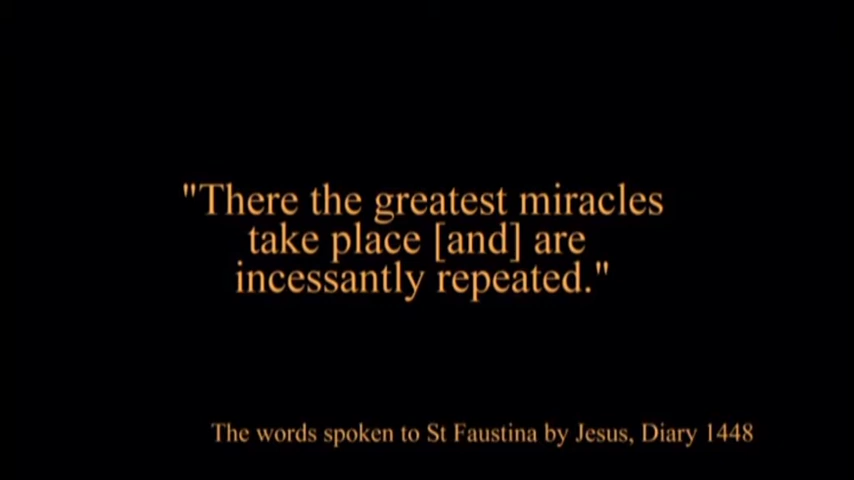 "There the greatest miracles
take place [and] are
incessantly repeated."
The words spoken to St Faustina by Jesus, Diary 1448